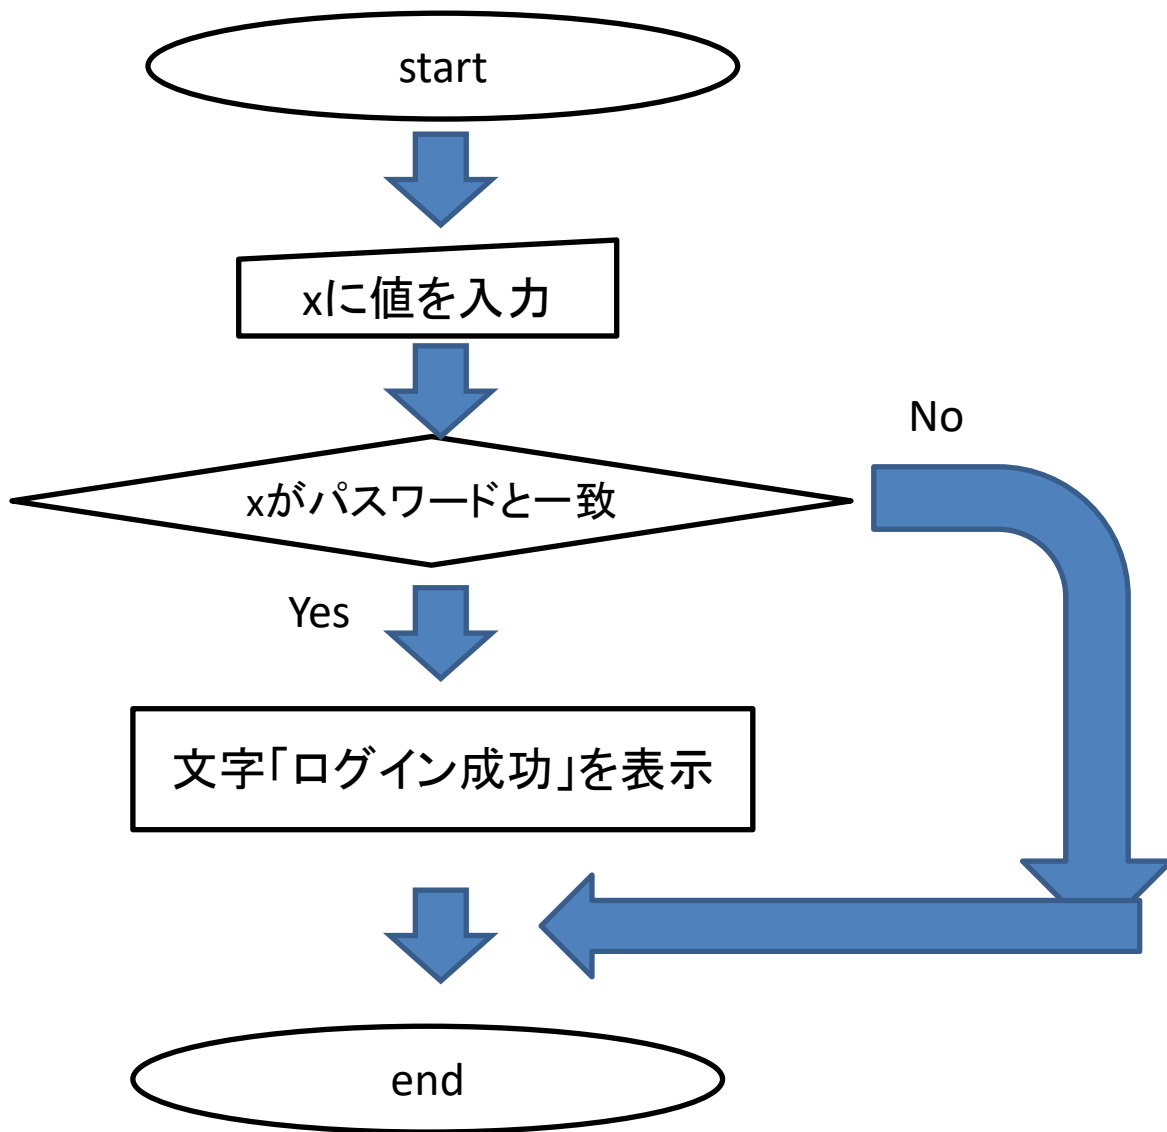 start
xに値を入力
No
xがパスワードと一致
Yes
文字「ログイン成功」を表示
end